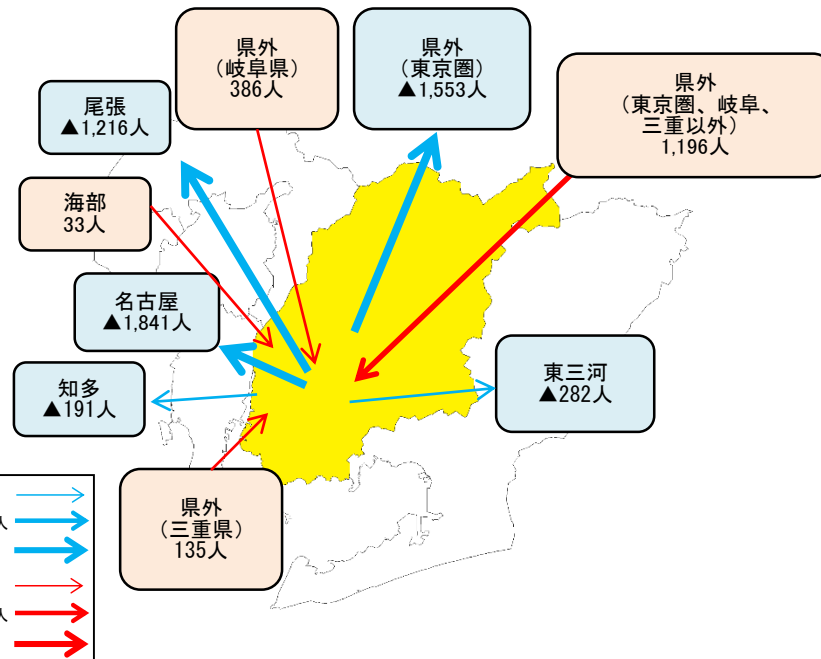 県外
（岐阜県）
386人
県外
（東京圏）
▲1,553人
県外
（東京圏、岐阜、
三重以外）
1,196人
尾張
▲1,216人
海部
33人
名古屋
▲1,841人
知多
▲191人
東三河
▲282人
県外
（三重県）
135人
人
人